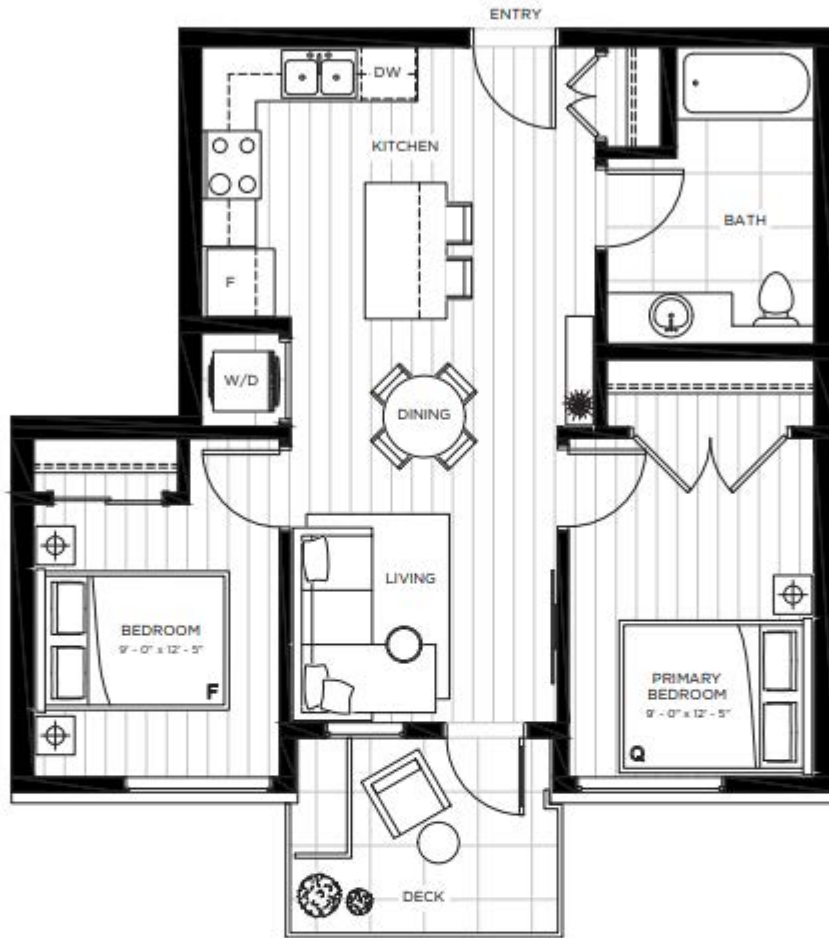 ENTRY
DW
KITCHEN
BATH
F
W/D
DINING
LIVING
BEDROOM
9' - 0" x 12' - 5"
F
PRIMARY
BEDROOM
9' - 0" x 12' - 5"
Q
DECK